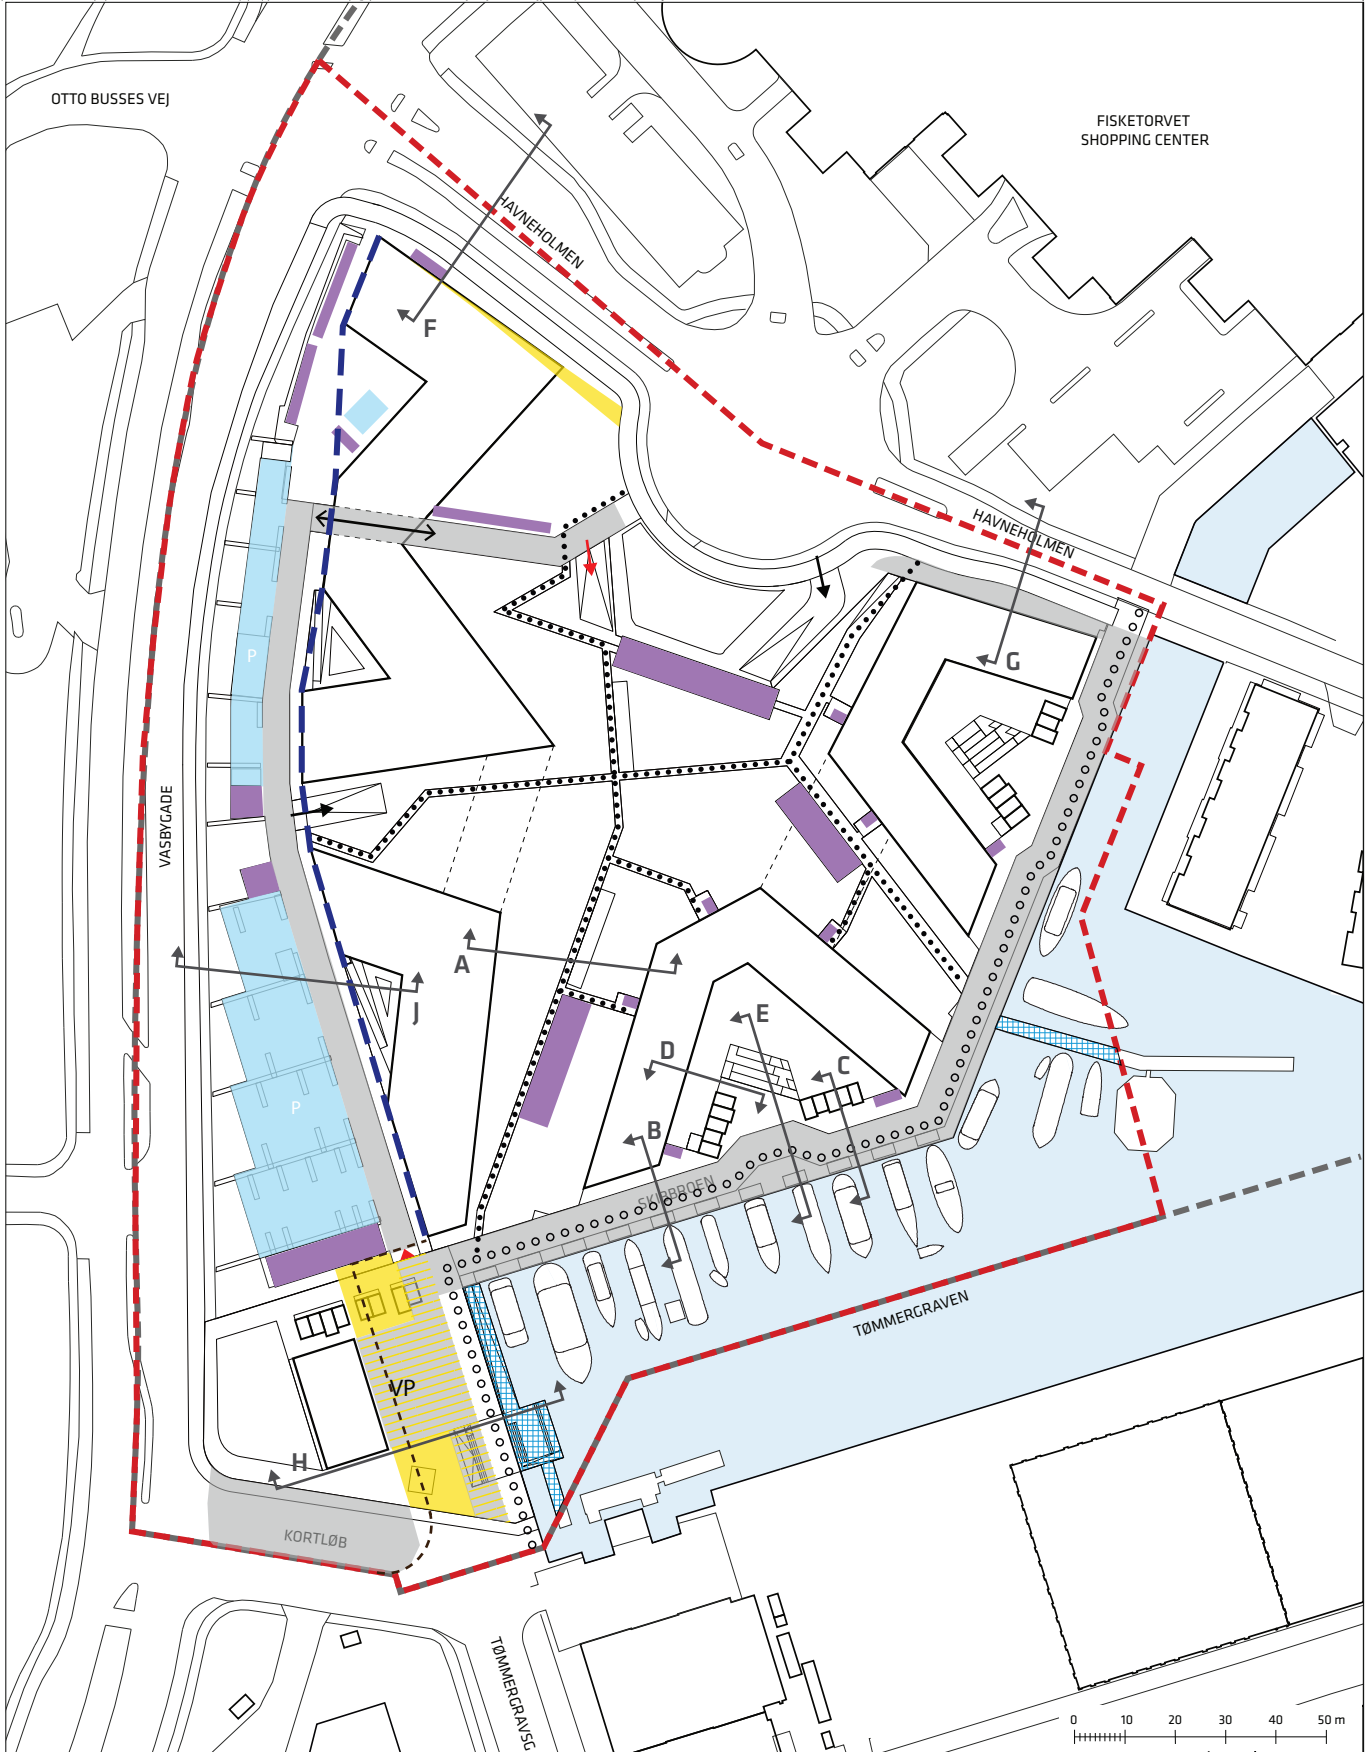 OTTO BUSSES VEJ
FISKETORVET
SHOPPING CENTER
HAVNEHOLMEN
F
HAVNEHOLMEN
G
P
VASBYGADE
A
J
E
D
C
P
B
SKIBBROEN
TØMMERGRAVEN
VP
H
KORTLØB
TØMMERGRAVSG
0 10 20 30 40 50 m